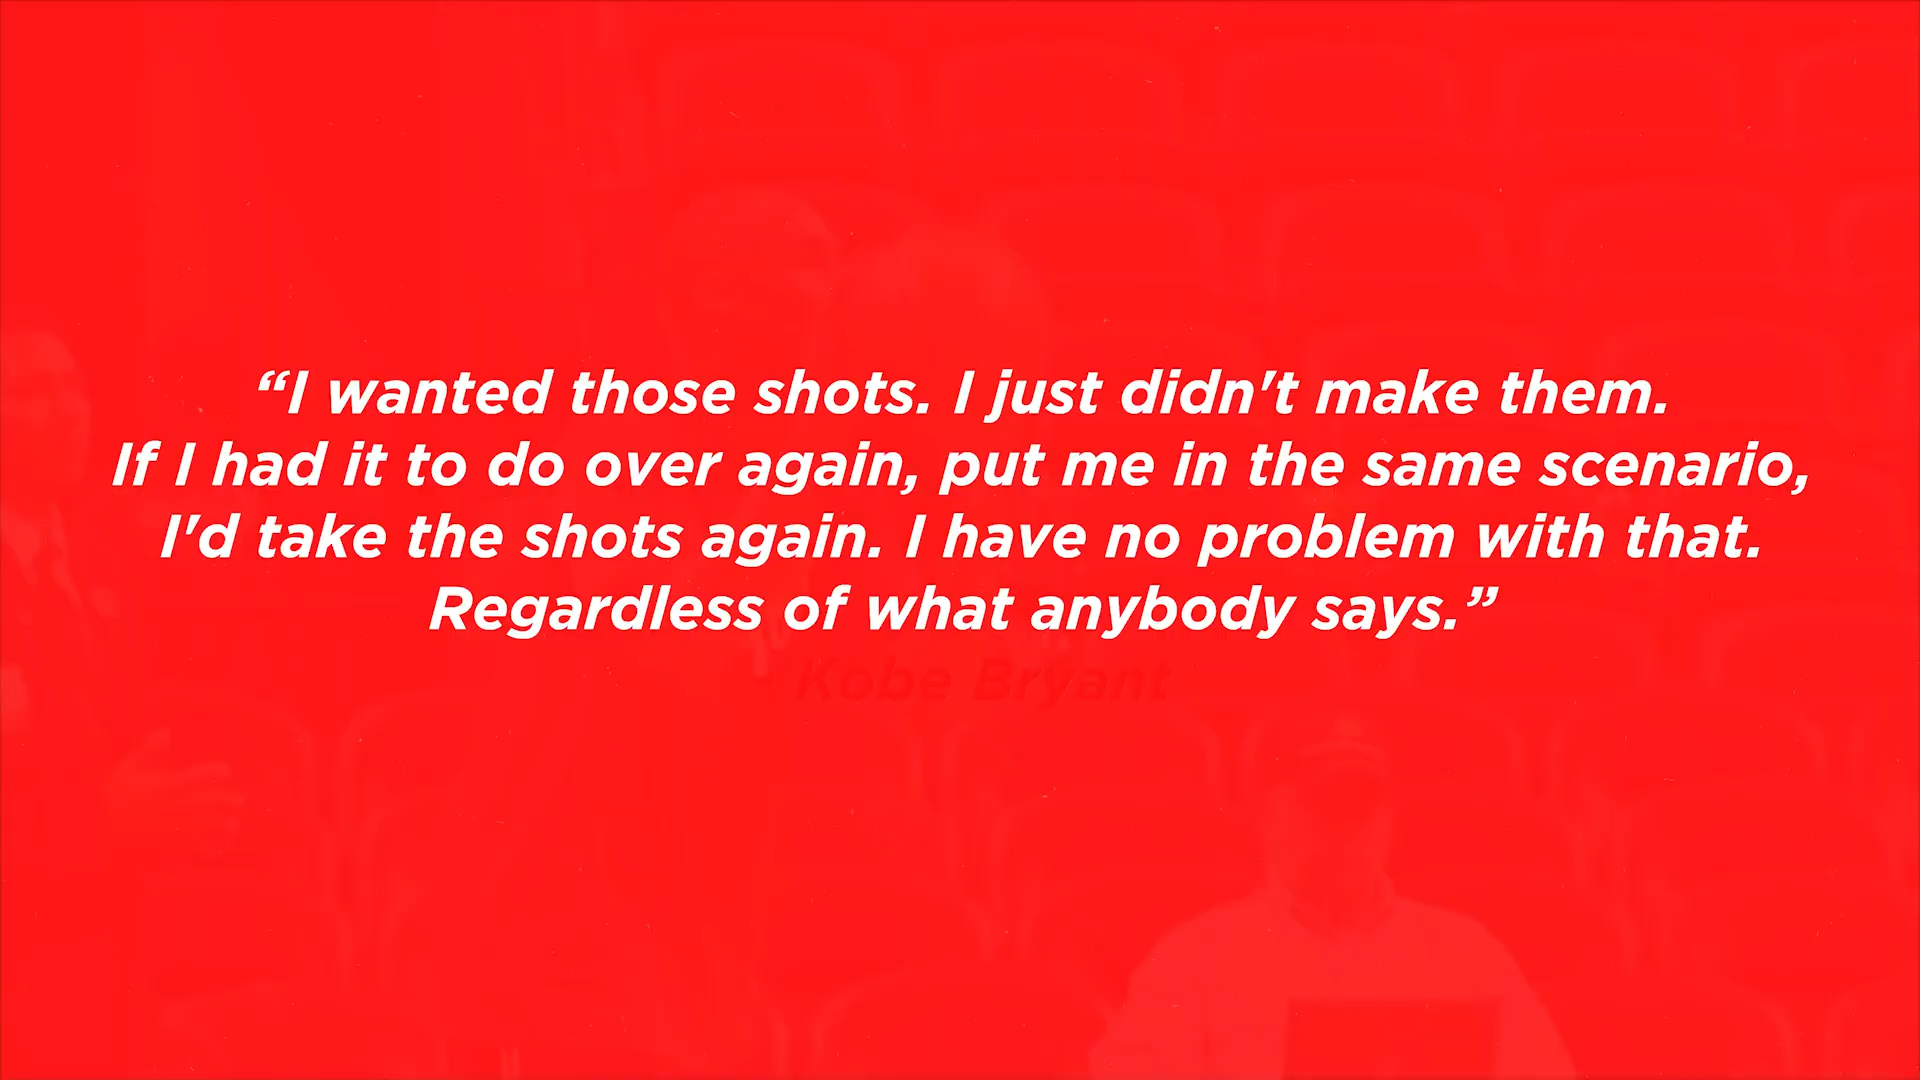 “I wanted those shots. I just didn't make them.
If I had it to do over again, put me in the same scenario,
I'd take the shots again. I have no problem with that.
Regardless of what anybody says.”
- Kobe Bryant